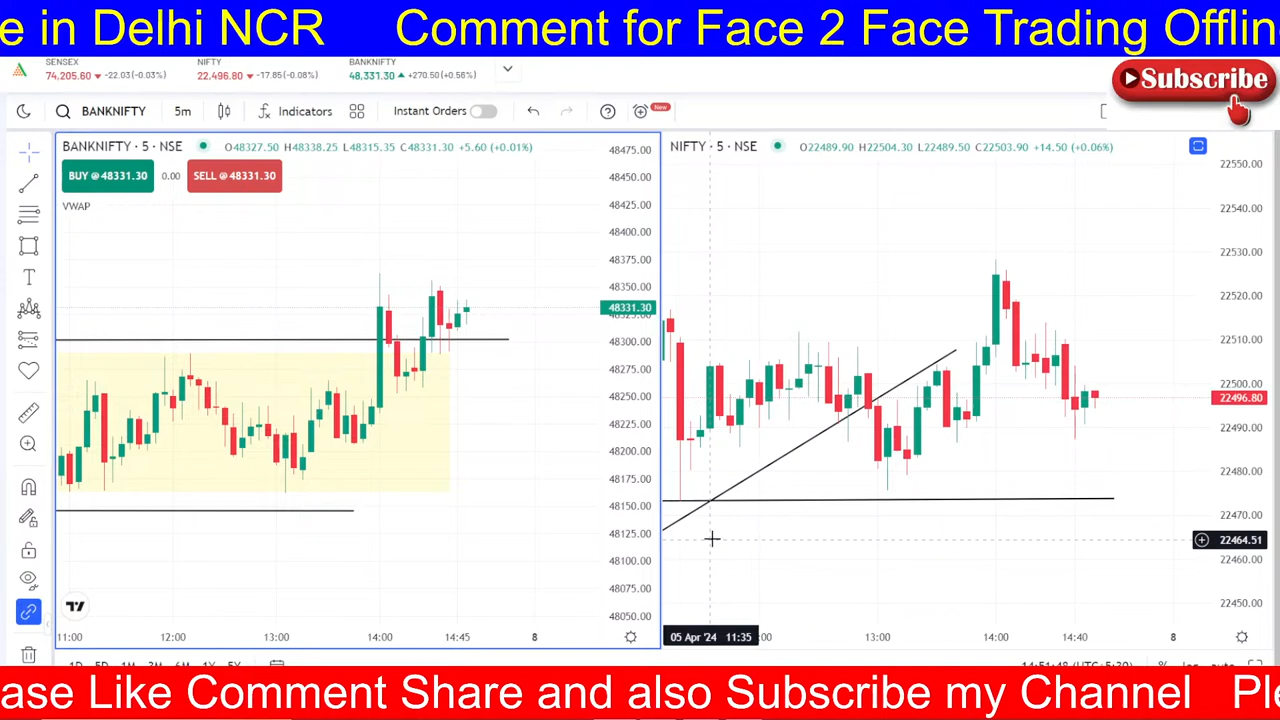 e in Delhi NCR Comment for Face 2 Face Trading Offlin
SENSEX
74,205.60 -22.03(-0.03%)
NIFTY
22,496.80 -17.85(-0.08%)
BANKNIFTY
48,331.30 +270.50(+0.56%)
Subscribe
BANKNIFTY 5m Indicators Instant Orders New
BANKNIFTY · 5 · NSE O48327.50 H48338.25 L48315.35 C48331.30 +5.60 (+0.01%)
BUY @48331.30 0.00 SELL @48331.30
VWAP
48475.00
48450.00
48425.00
48400.00
48375.00
48350.00
48331.30
48300.00
48275.00
48250.00
48225.00
48200.00
48175.00
48150.00
48125.00
48100.00
48075.00
48050.00
11:00 12:00 13:00 14:00 14:45 8
NIFTY · 5 · NSE O22489.90 H22504.30 L22489.50 C22503.90 +14.50 (+0.06%)
22550.00
22540.00
22530.00
22520.00
22510.00
22500.00
22496.80
22490.00
22480.00
22470.00
22464.51
22460.00
22450.00
05 Apr '24 11:35 13:00 14:00 14:40 8
ase Like Comment Share and also Subscribe my Channel Ple